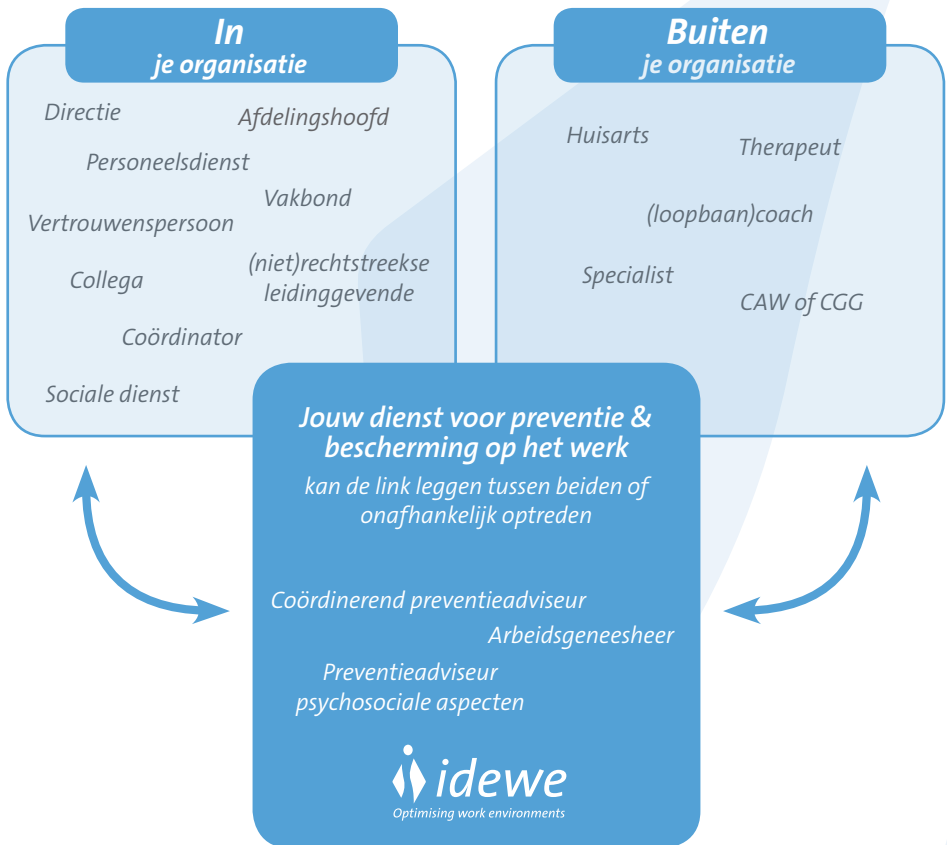 In
je organisatie
Directie
Afdelingshoofd
Personeelsdienst
Vakbond
Vertrouwenspersoon
(niet)rechtstreekse
leidinggevende
Collega
Coördinator
Sociale dienst
Buiten
je organisatie
Huisarts
Therapeut
(loopbaan)coach
Specialist
CAW of CGG
Jouw dienst voor preventie &
bescherming op het werk
kan de link leggen tussen beiden of
onafhankelijk optreden
Coördinerend preventieadviseur
Arbeidsgeneesheer
Preventieadviseur
psychosociale aspecten
idewe
Optimising work environments